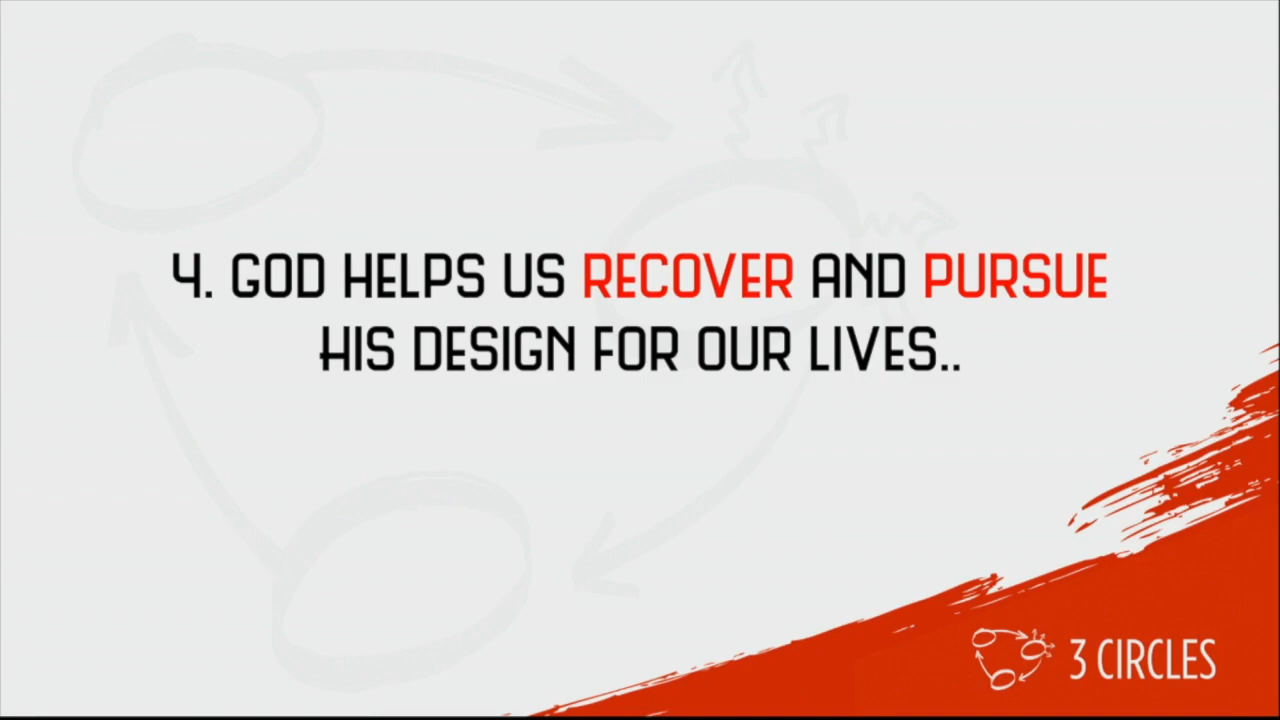 4. GOD HELPS US RECOVER AND PURSUE
HIS DESIGN FOR OUR LIVES..
3 CIRCLES